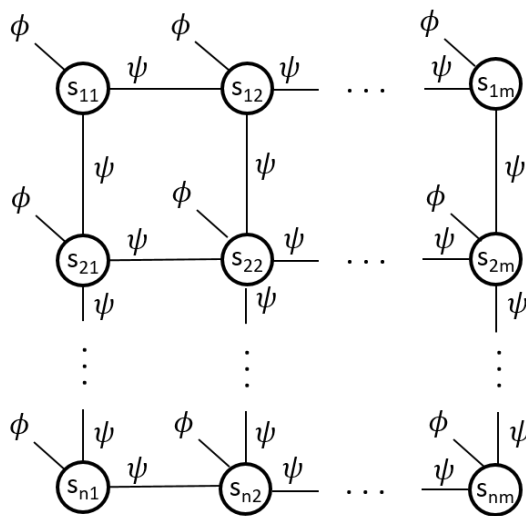 ϕ ϕ ϕ
s11 ψ s12 ψ . . . ψ s1m
ψ ψ ψ
ϕ ϕ ϕ
s21 ψ s22 ψ . . . ψ s2m
ψ ψ ψ
⋮ ⋮ ⋮
ϕ ψ ϕ ψ ϕ ψ
sn1 ψ sn2 ψ . . . ψ snm